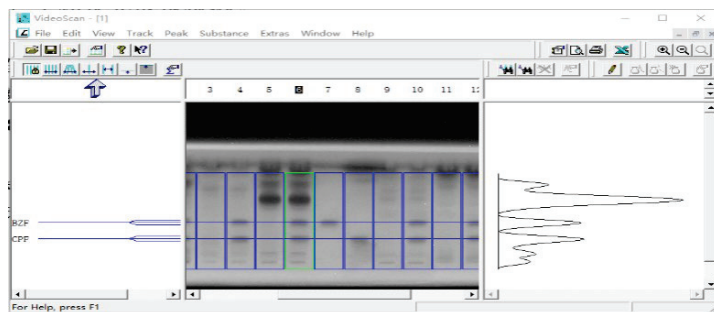 VideoScan - [1]
File Edit View Track Peak Substance Extras Window Help
3 4 5 6 7 8 9 10 11
BZF
CPF
For Help, press F1